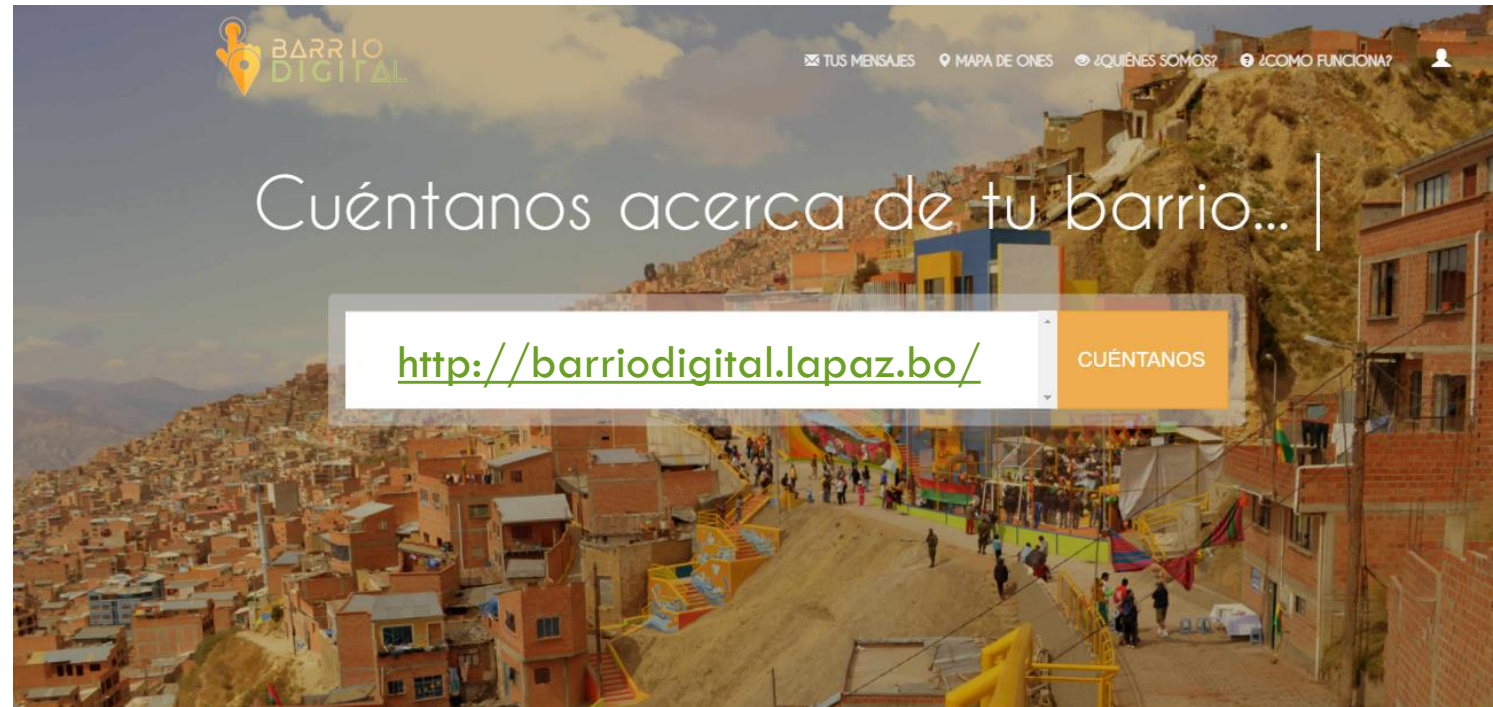 BARRIO
DIGITAL
TUS MENSAJES MAPA DE ONES ¿QUIÉNES SOMOS? ¿COMO FUNCIONA?
Cuéntanos acerca de tu barrio...
http://barriodigital.lapaz.bo/
CUÉNTANOS